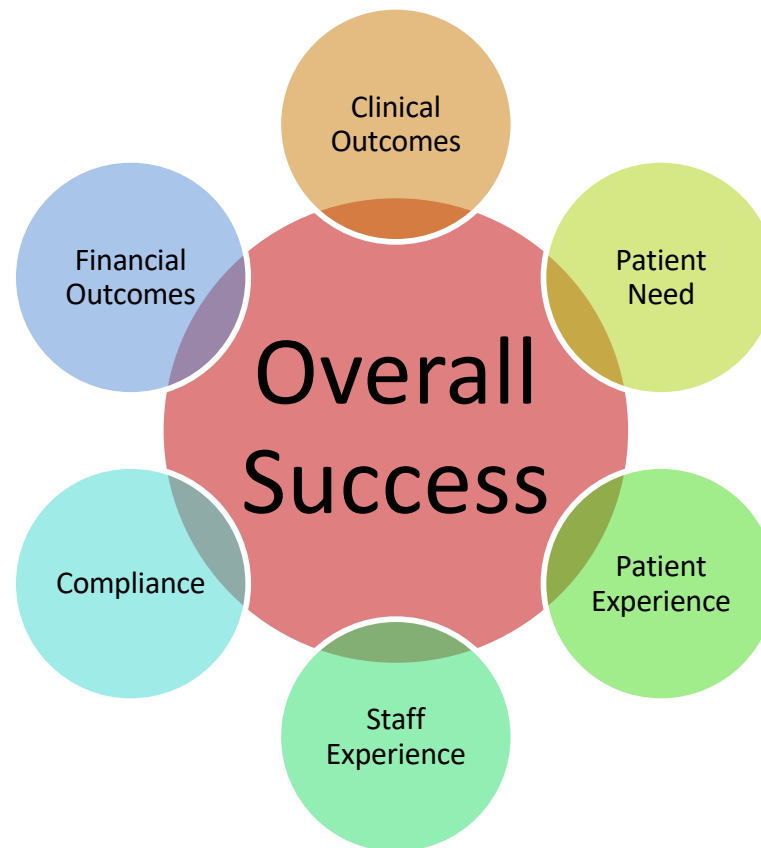 Clinical
Outcomes
Patient
Need
Patient
Experience
Staff
Experience
Compliance
Financial
Outcomes
Overall
Success